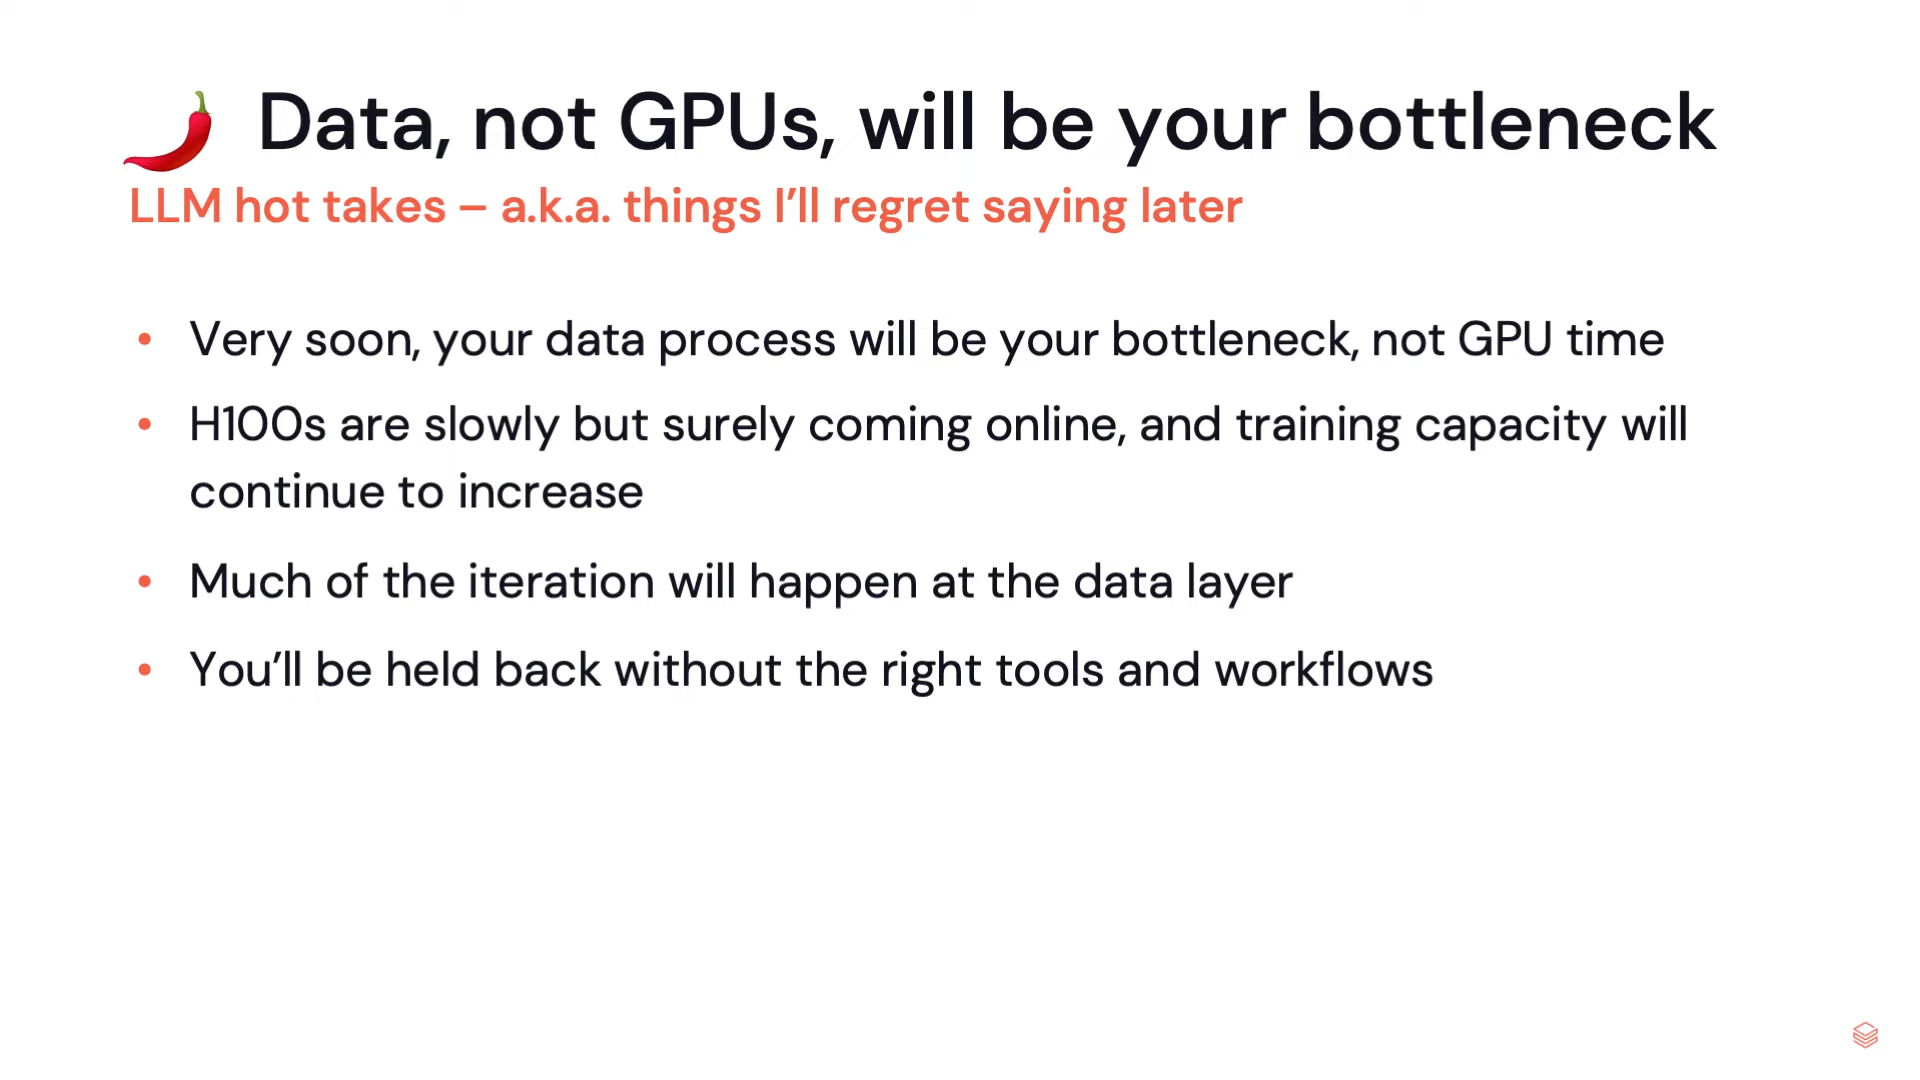 Data, not GPUs, will be your bottleneck
LLM hot takes – a.k.a. things I’ll regret saying later
• Very soon, your data process will be your bottleneck, not GPU time
• H100s are slowly but surely coming online, and training capacity will
continue to increase
• Much of the iteration will happen at the data layer
• You’ll be held back without the right tools and workflows